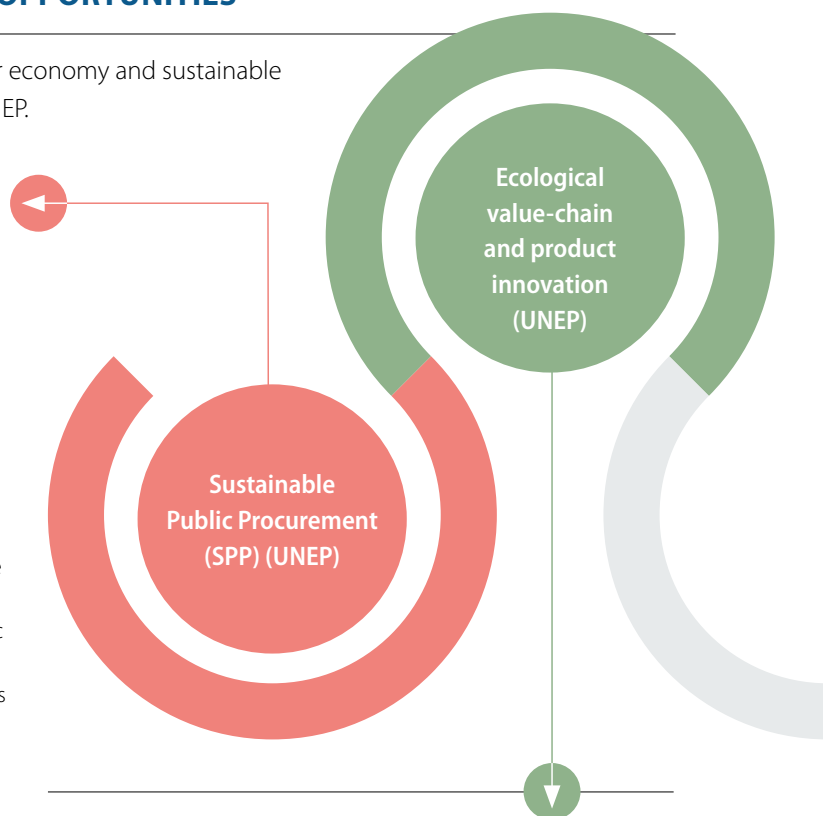 r economy and sustainable
EP.
Ecological
value-chain
and product
innovation
(UNEP)
Sustainable
Public Procurement
(SPP) (UNEP)
s